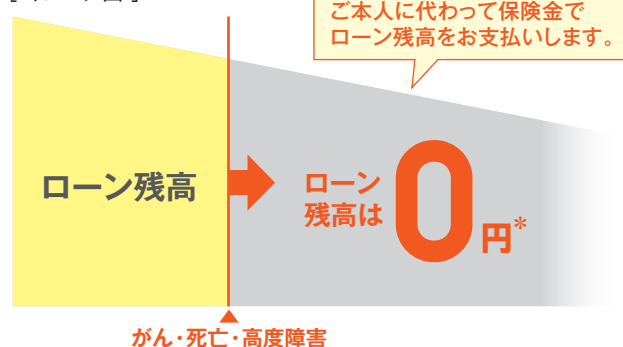 ご本人に代わって保険金で
ローン残高をお支払いします。
ローン残高
ローン
残高は
0円*
がん・死亡・高度障害